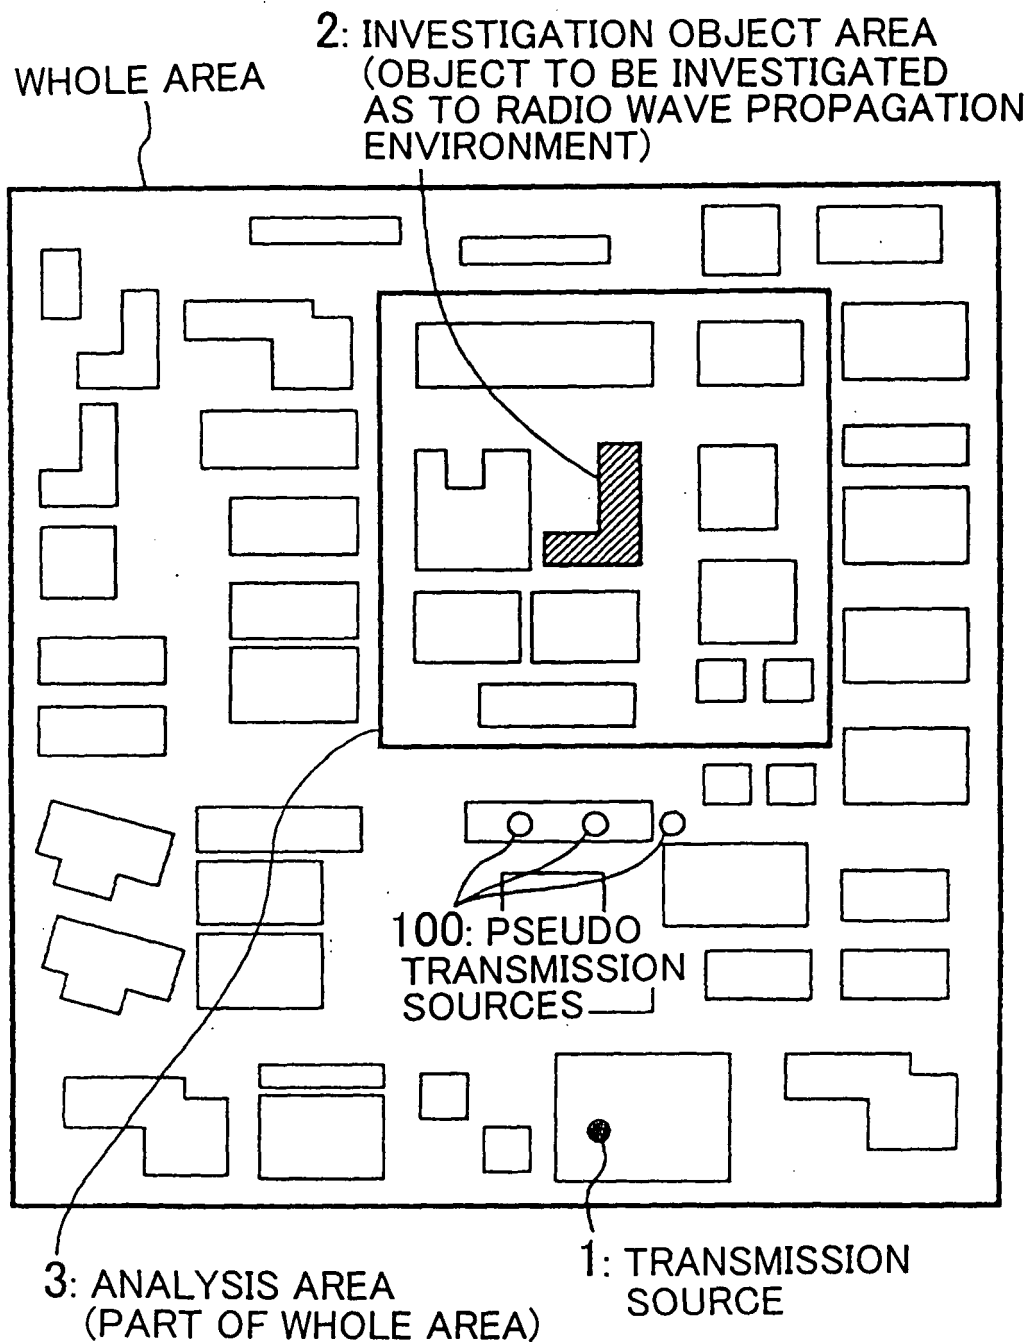 2: INVESTIGATION OBJECT AREA
(OBJECT TO BE INVESTIGATED
AS TO RADIO WAVE PROPAGATION
ENVIRONMENT)
WHOLE AREA
100: PSEUDO
TRANSMISSION
SOURCES
3: ANALYSIS AREA
(PART OF WHOLE AREA)
1: TRANSMISSION
SOURCE